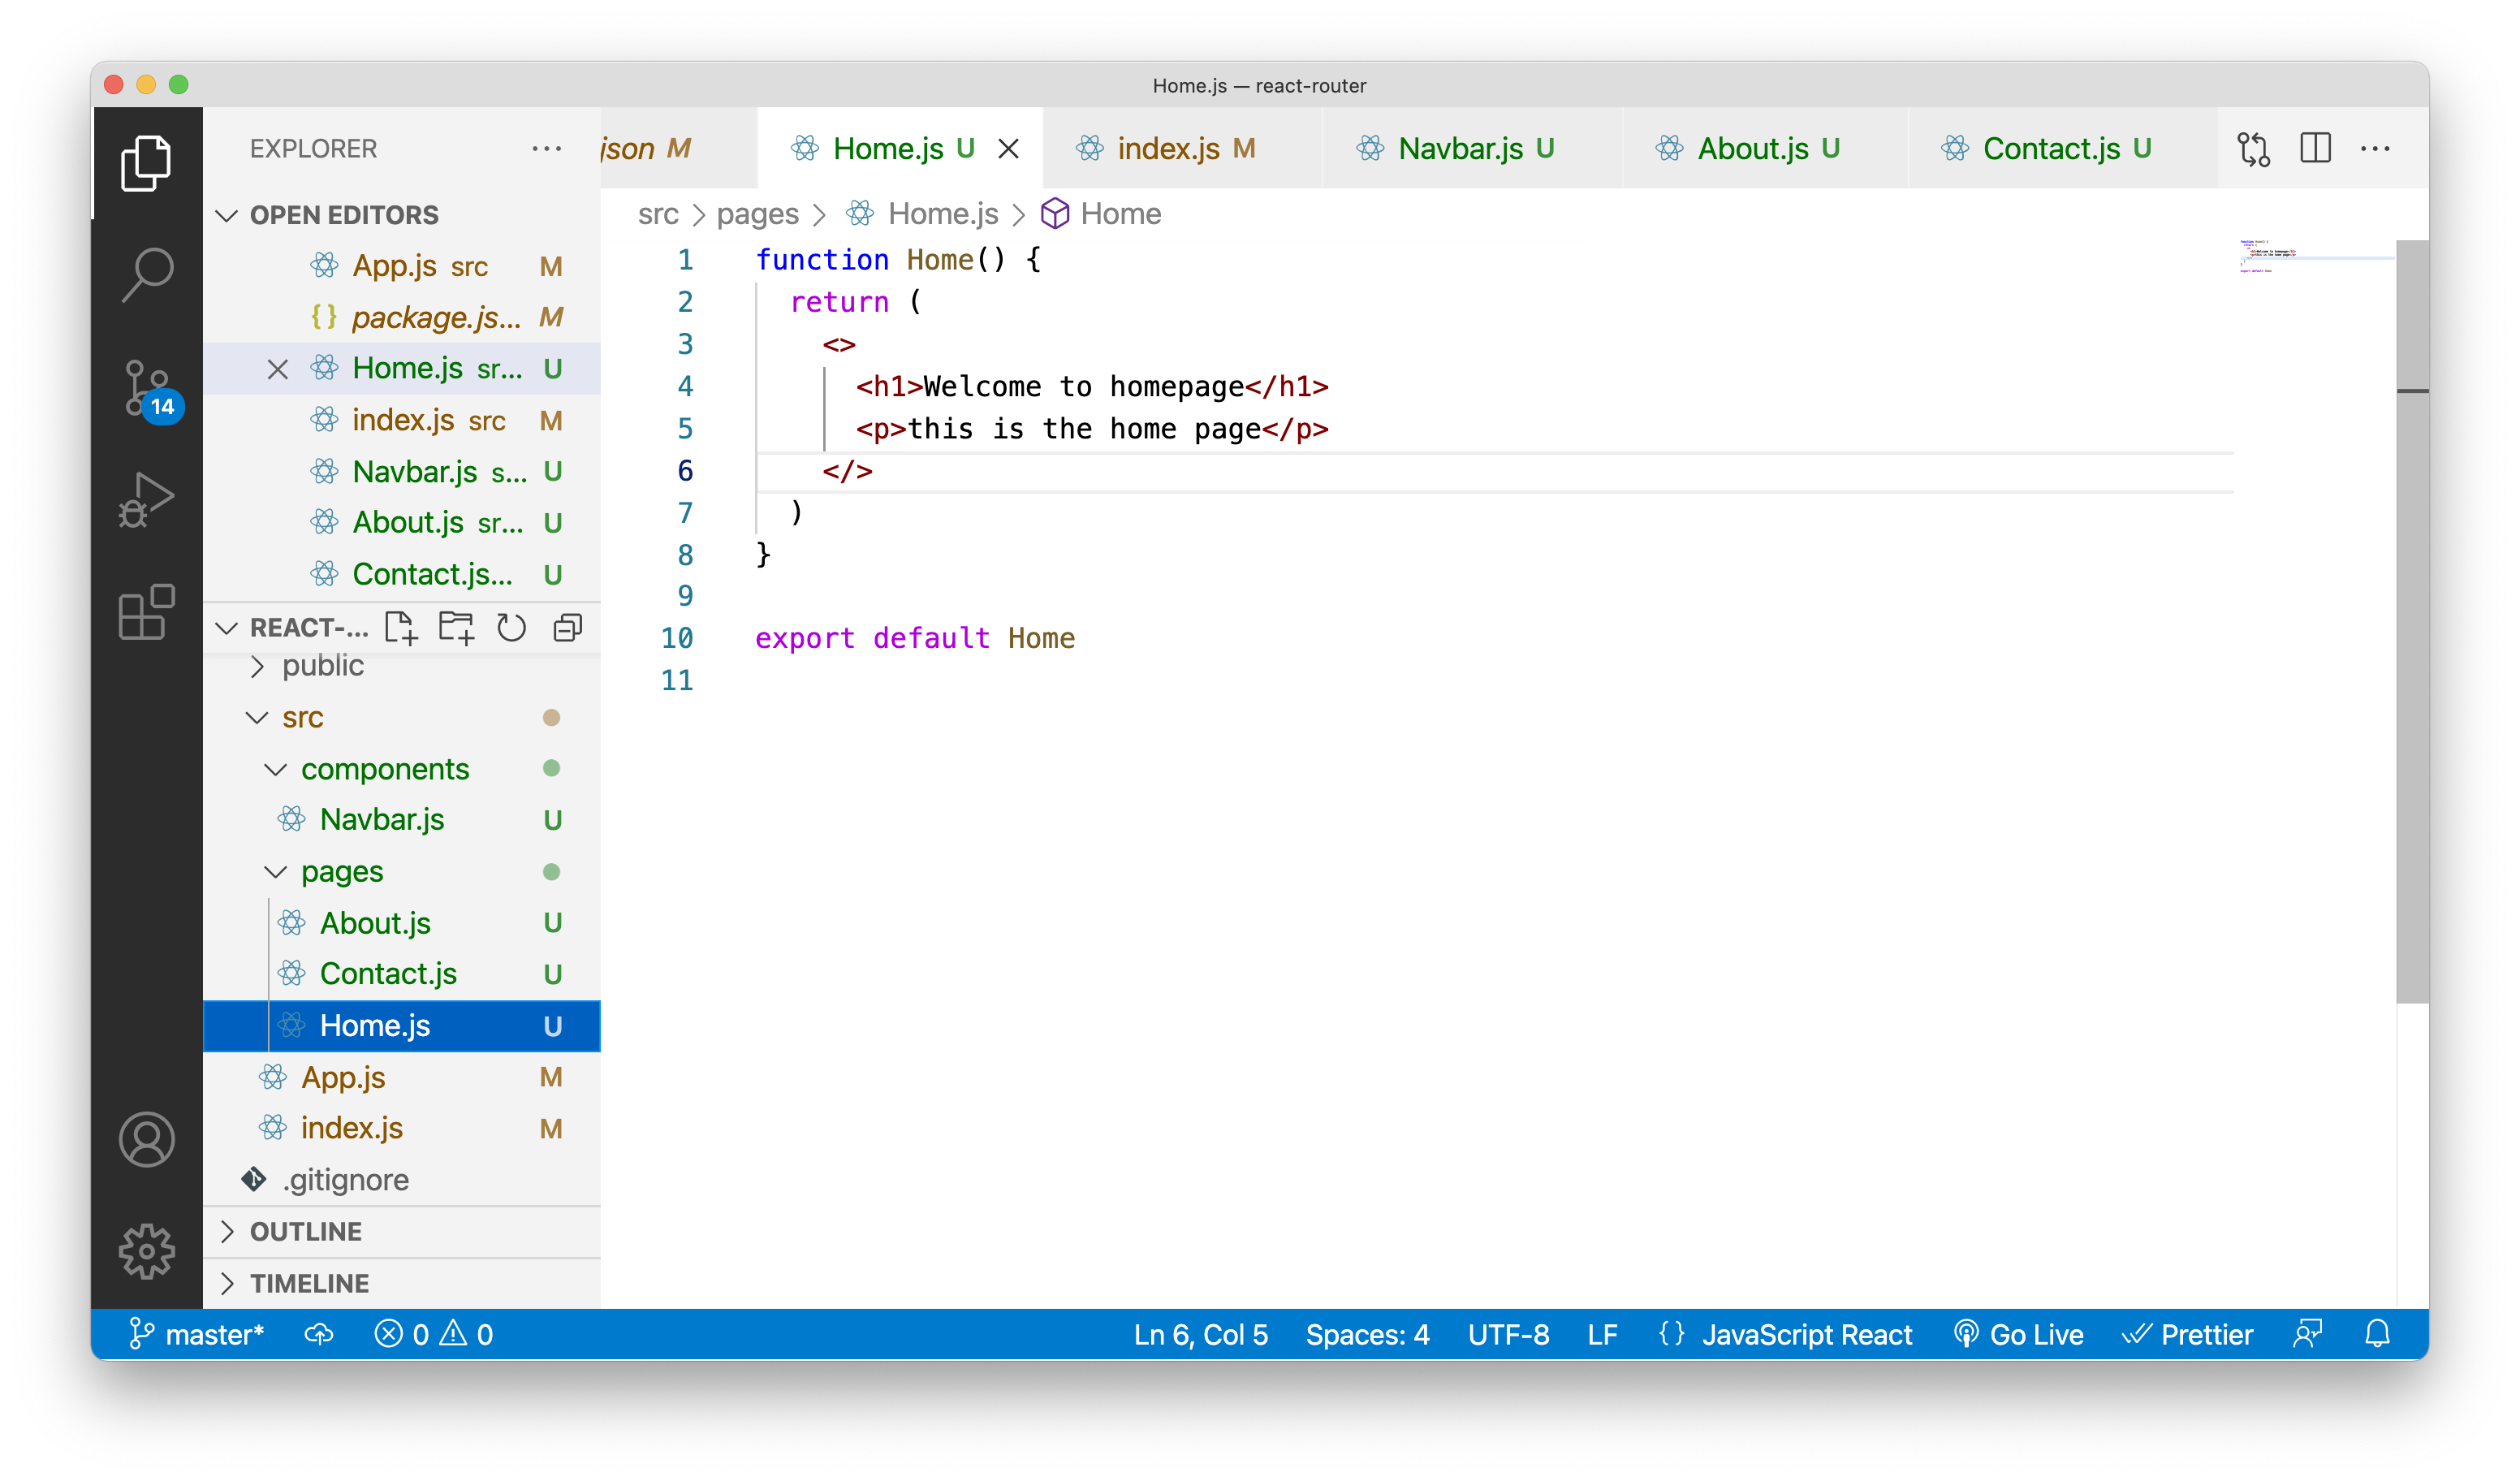 Home.js — react-router
EXPLORER
OPEN EDITORS
App.js src M
package.js... M
Home.js sr... U
index.js src M
Navbar.js s... U
About.js sr... U
Contact.js... U
REACT-...
public
src
components
Navbar.js U
pages
About.js U
Contact.js U
Home.js U
App.js M
index.js M
.gitignore
OUTLINE
TIMELINE
14
json M
Home.js U
index.js M
Navbar.js U
About.js U
Contact.js U
src > pages > Home.js > Home
1 function Home() {
2 return (
3 <>
4 <h1>Welcome to homepage</h1>
5 <p>this is the home page</p>
6 </>
7 )
8 }
9
10 export default Home
11
master* 0 0 Ln 6, Col 5 Spaces: 4 UTF-8 LF {} JavaScript React Go Live Prettier